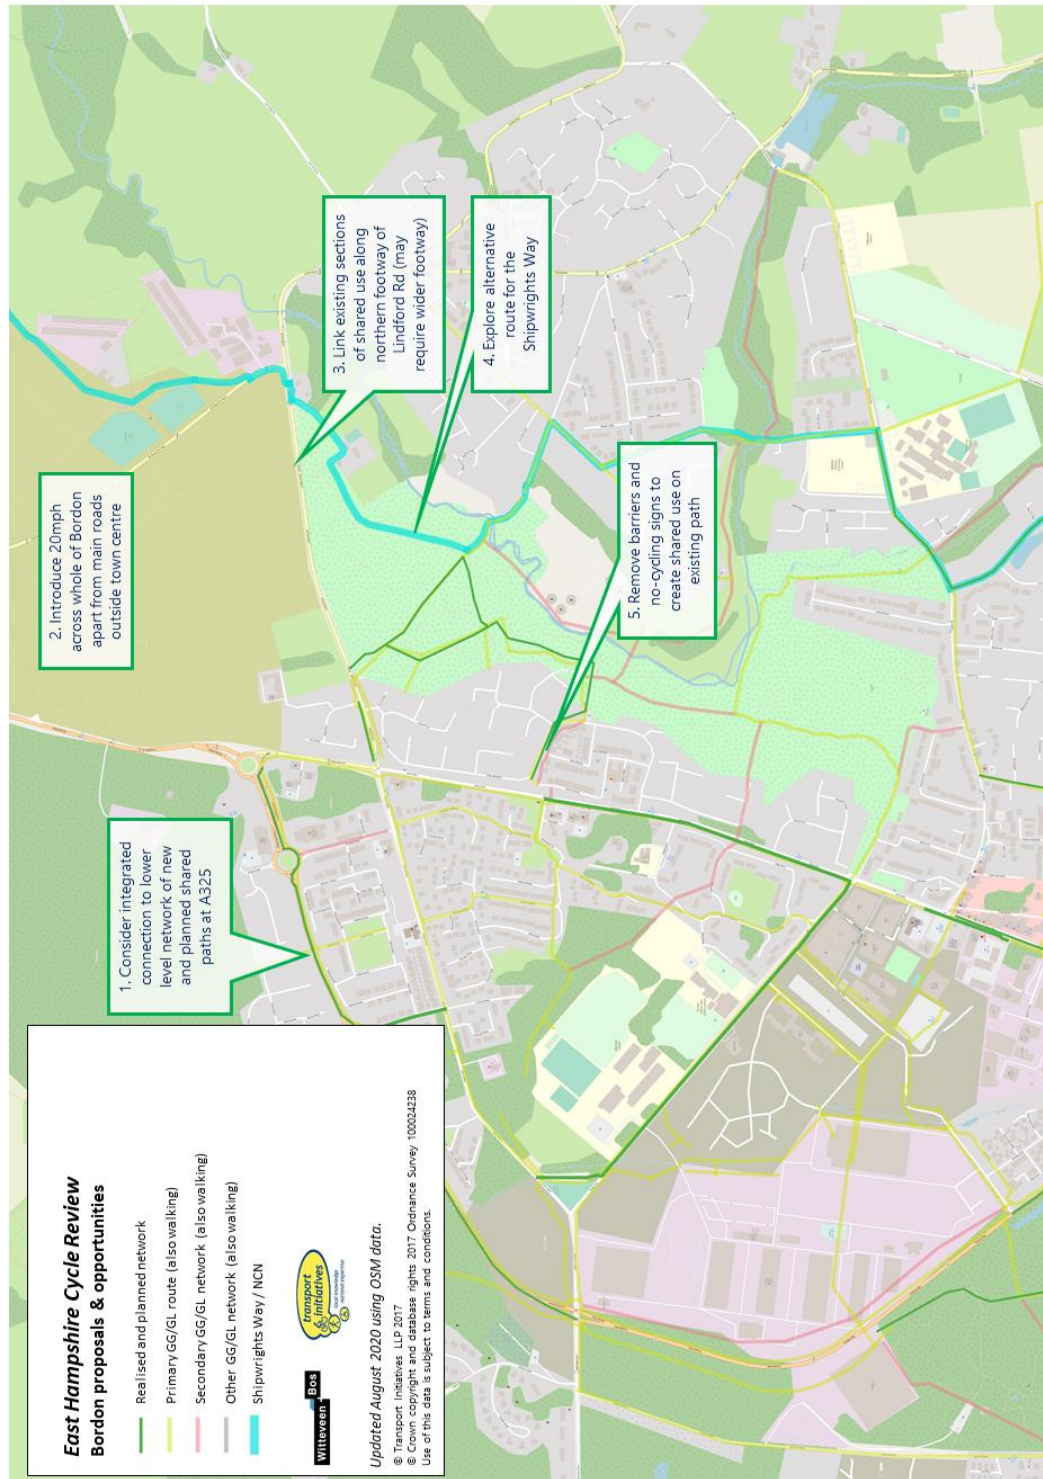 East Hampshire Cycle Review
Bordon proposals & opportunities
Realised and planned network
Primary GG/GL route (also walking)
Secondary GG/GL network (also walking)
Other GG/GL network (also walking)
Shipwrights Way / NCN
Witteveen
Bos
transport
initiatives
local knowledge
national expertise
Updated August 2020 using OSM data.
© Transport Initiatives LLP 2017
© Crown copyright and database rights 2017 Ordnance Survey 100024238
Use of this data is subject to terms and conditions.
1. Consider integrated
connection to lower
level network of new
and planned shared
paths at A325
2. Introduce 20mph
across whole of Bordon
apart from main roads
outside town centre
3. Link existing sections
of shared use along
northern footway of
Lindford Rd (may
require wider footway)
4. Explore alternative
route for the
Shipwrights Way
5. Remove barriers and
no-cycling signs to
create shared use on
existing path